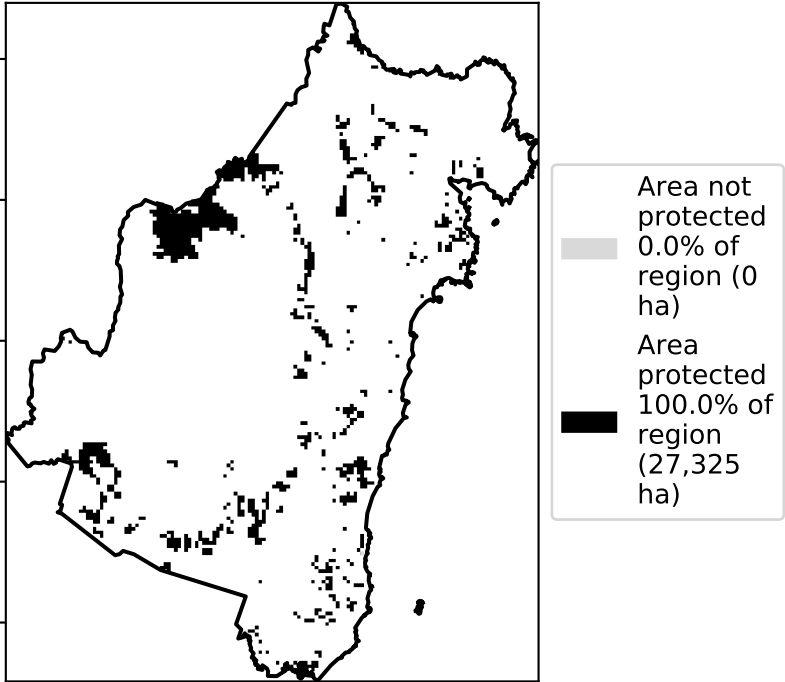 Area not
protected
0.0% of
region (0
ha)
Area
protected
100.0% of
region
(27,325
ha)